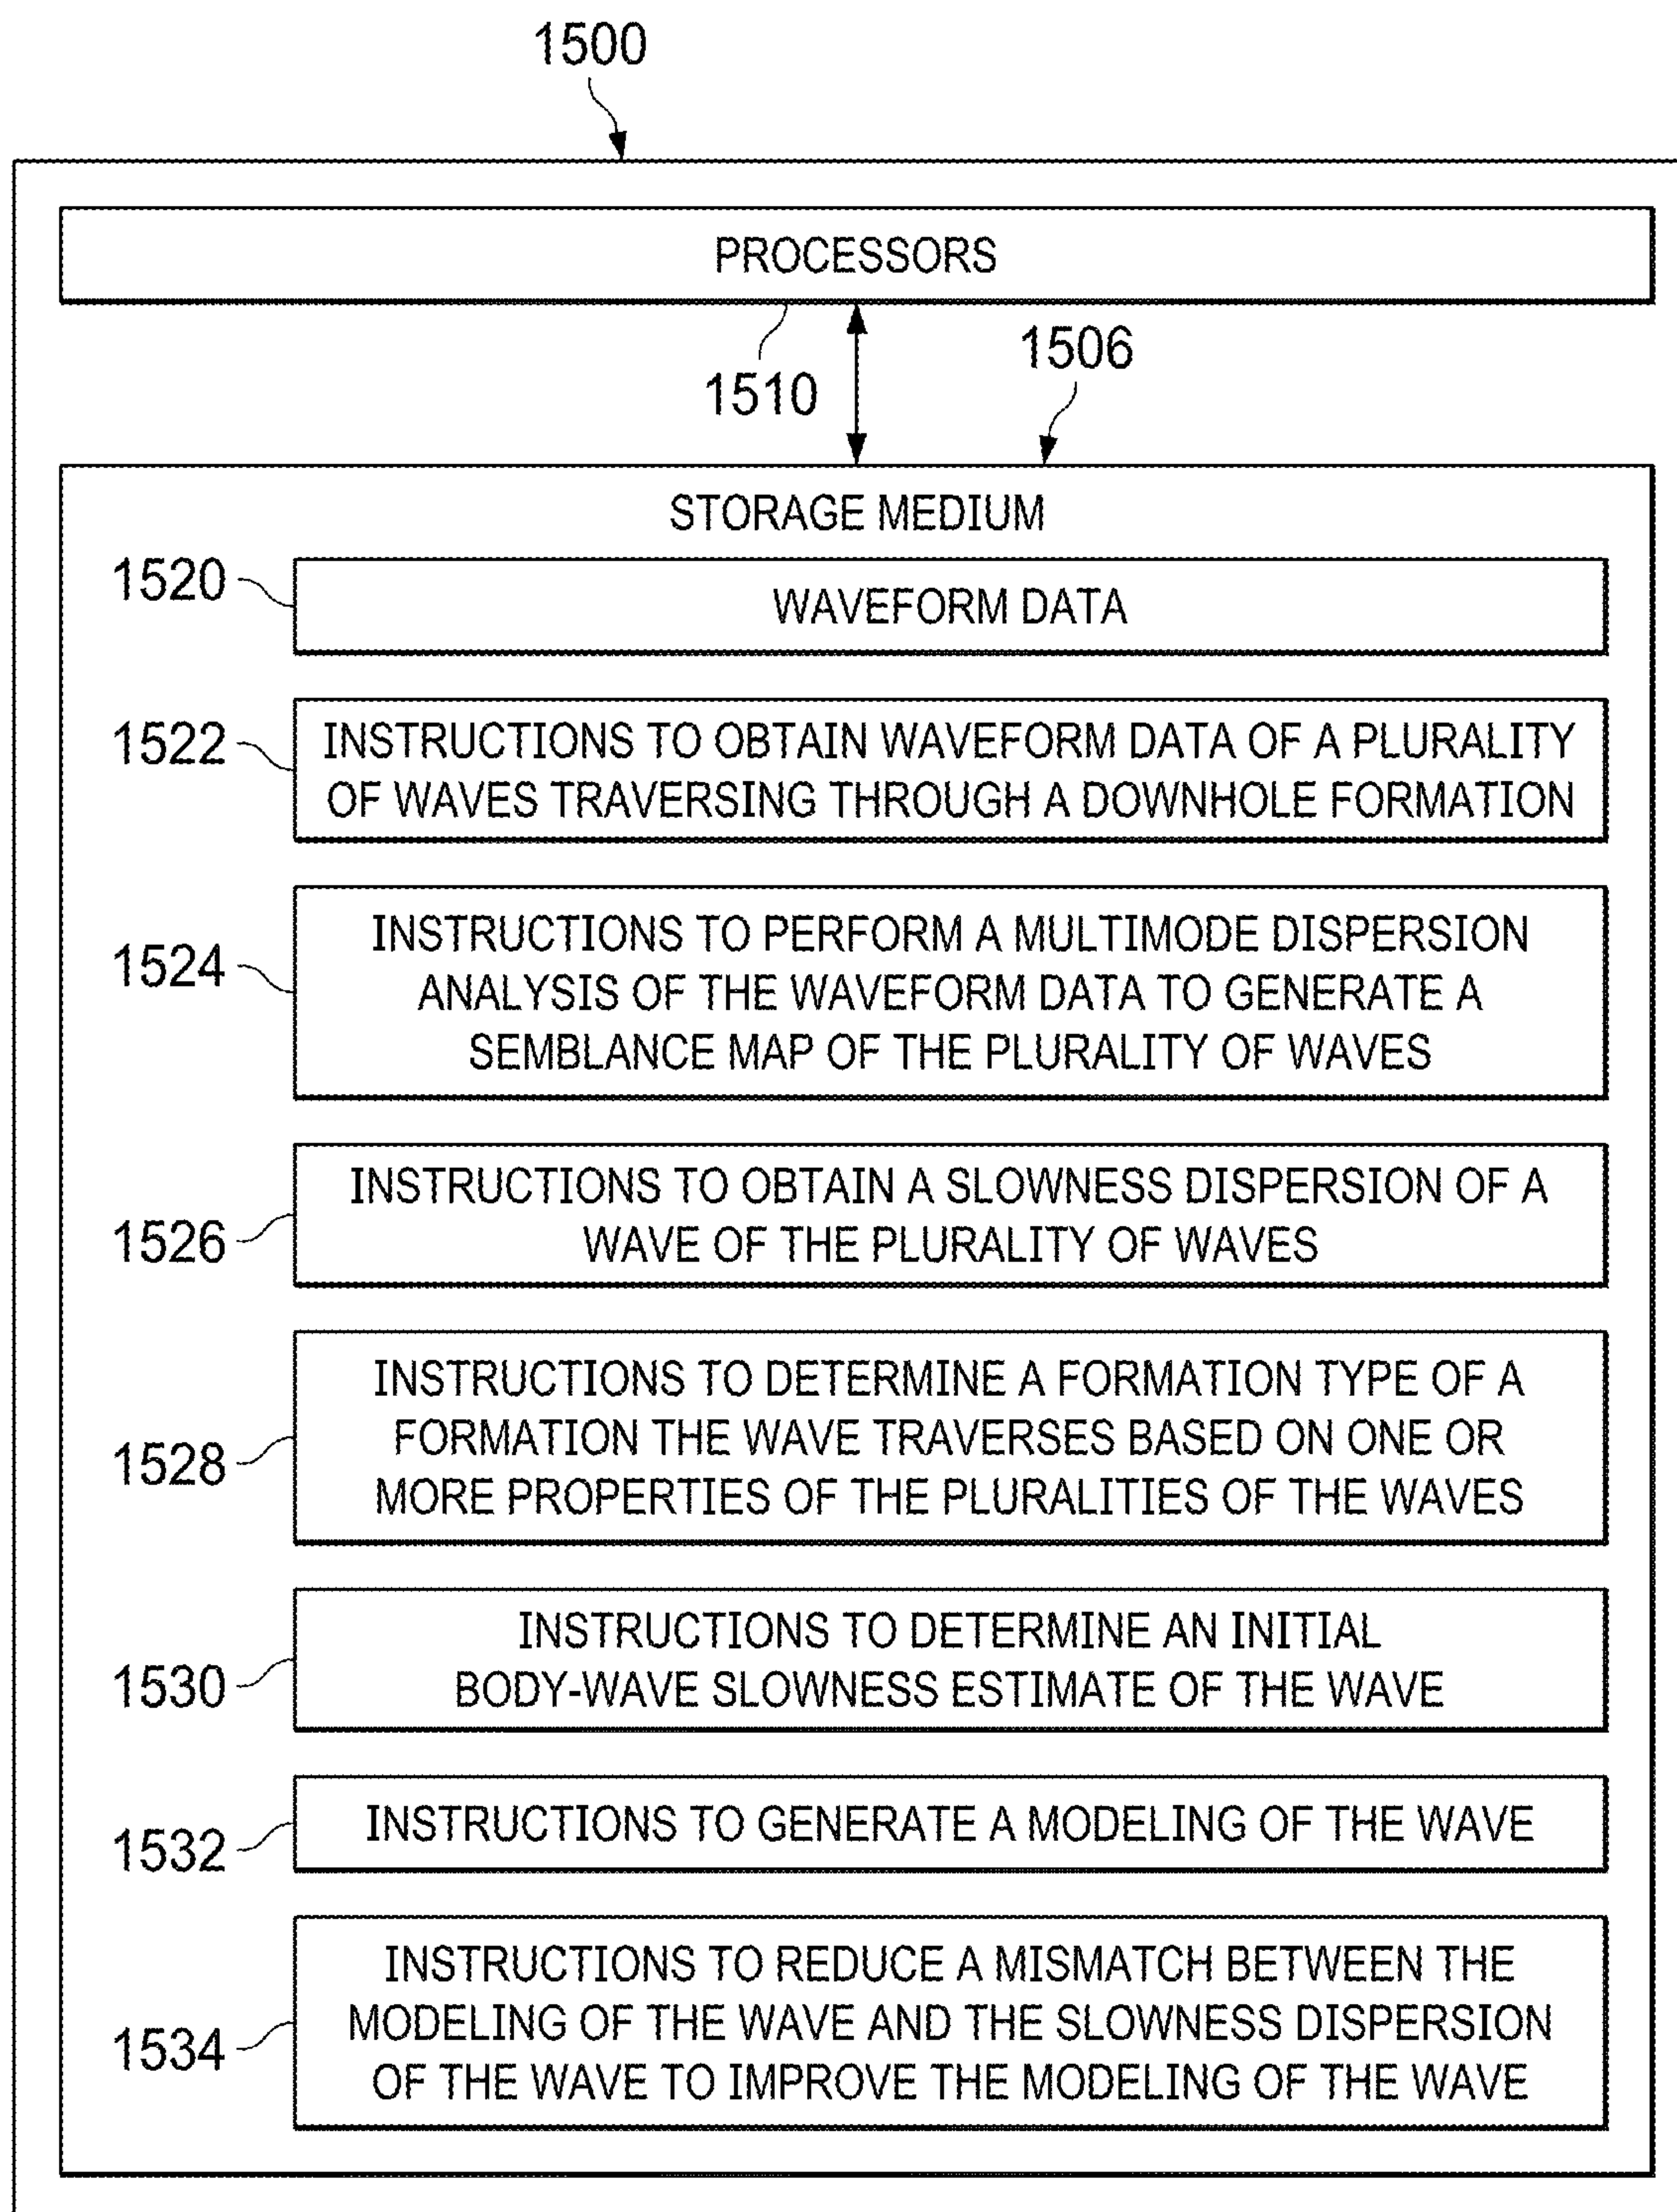 1500
PROCESSORS
1510
1506
STORAGE MEDIUM
1520
WAVEFORM DATA
1522
INSTRUCTIONS TO OBTAIN WAVEFORM DATA OF A PLURALITY
OF WAVES TRAVERSING THROUGH A DOWNHOLE FORMATION
1524
INSTRUCTIONS TO PERFORM A MULTIMODE DISPERSION
ANALYSIS OF THE WAVEFORM DATA TO GENERATE A
SEMBLANCE MAP OF THE PLURALITY OF WAVES
1526
INSTRUCTIONS TO OBTAIN A SLOWNESS DISPERSION OF A
WAVE OF THE PLURALITY OF WAVES
1528
INSTRUCTIONS TO DETERMINE A FORMATION TYPE OF A
FORMATION THE WAVE TRAVERSES BASED ON ONE OR
MORE PROPERTIES OF THE PLURALITIES OF THE WAVES
1530
INSTRUCTIONS TO DETERMINE AN INITIAL
BODY-WAVE SLOWNESS ESTIMATE OF THE WAVE
1532
INSTRUCTIONS TO GENERATE A MODELING OF THE WAVE
1534
INSTRUCTIONS TO REDUCE A MISMATCH BETWEEN THE
MODELING OF THE WAVE AND THE SLOWNESS DISPERSION
OF THE WAVE TO IMPROVE THE MODELING OF THE WAVE